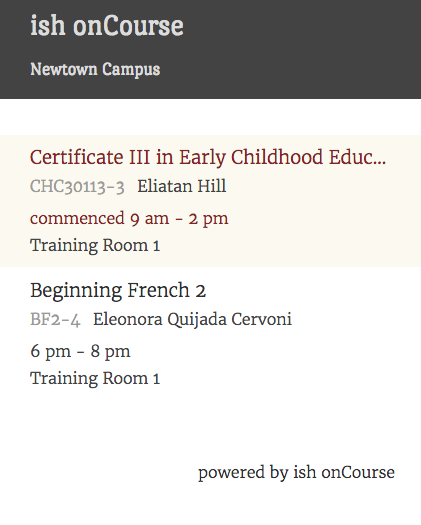 ish onCourse
Newtown Campus
Certificate III in Early Childhood Educ...
CHC30113-3 Eliatan Hill
commenced 9 am - 2 pm
Training Room 1
Beginning French 2
BF2-4 Eleonora Quijada Cervoni
6 pm - 8 pm
Training Room 1
powered by ish onCourse